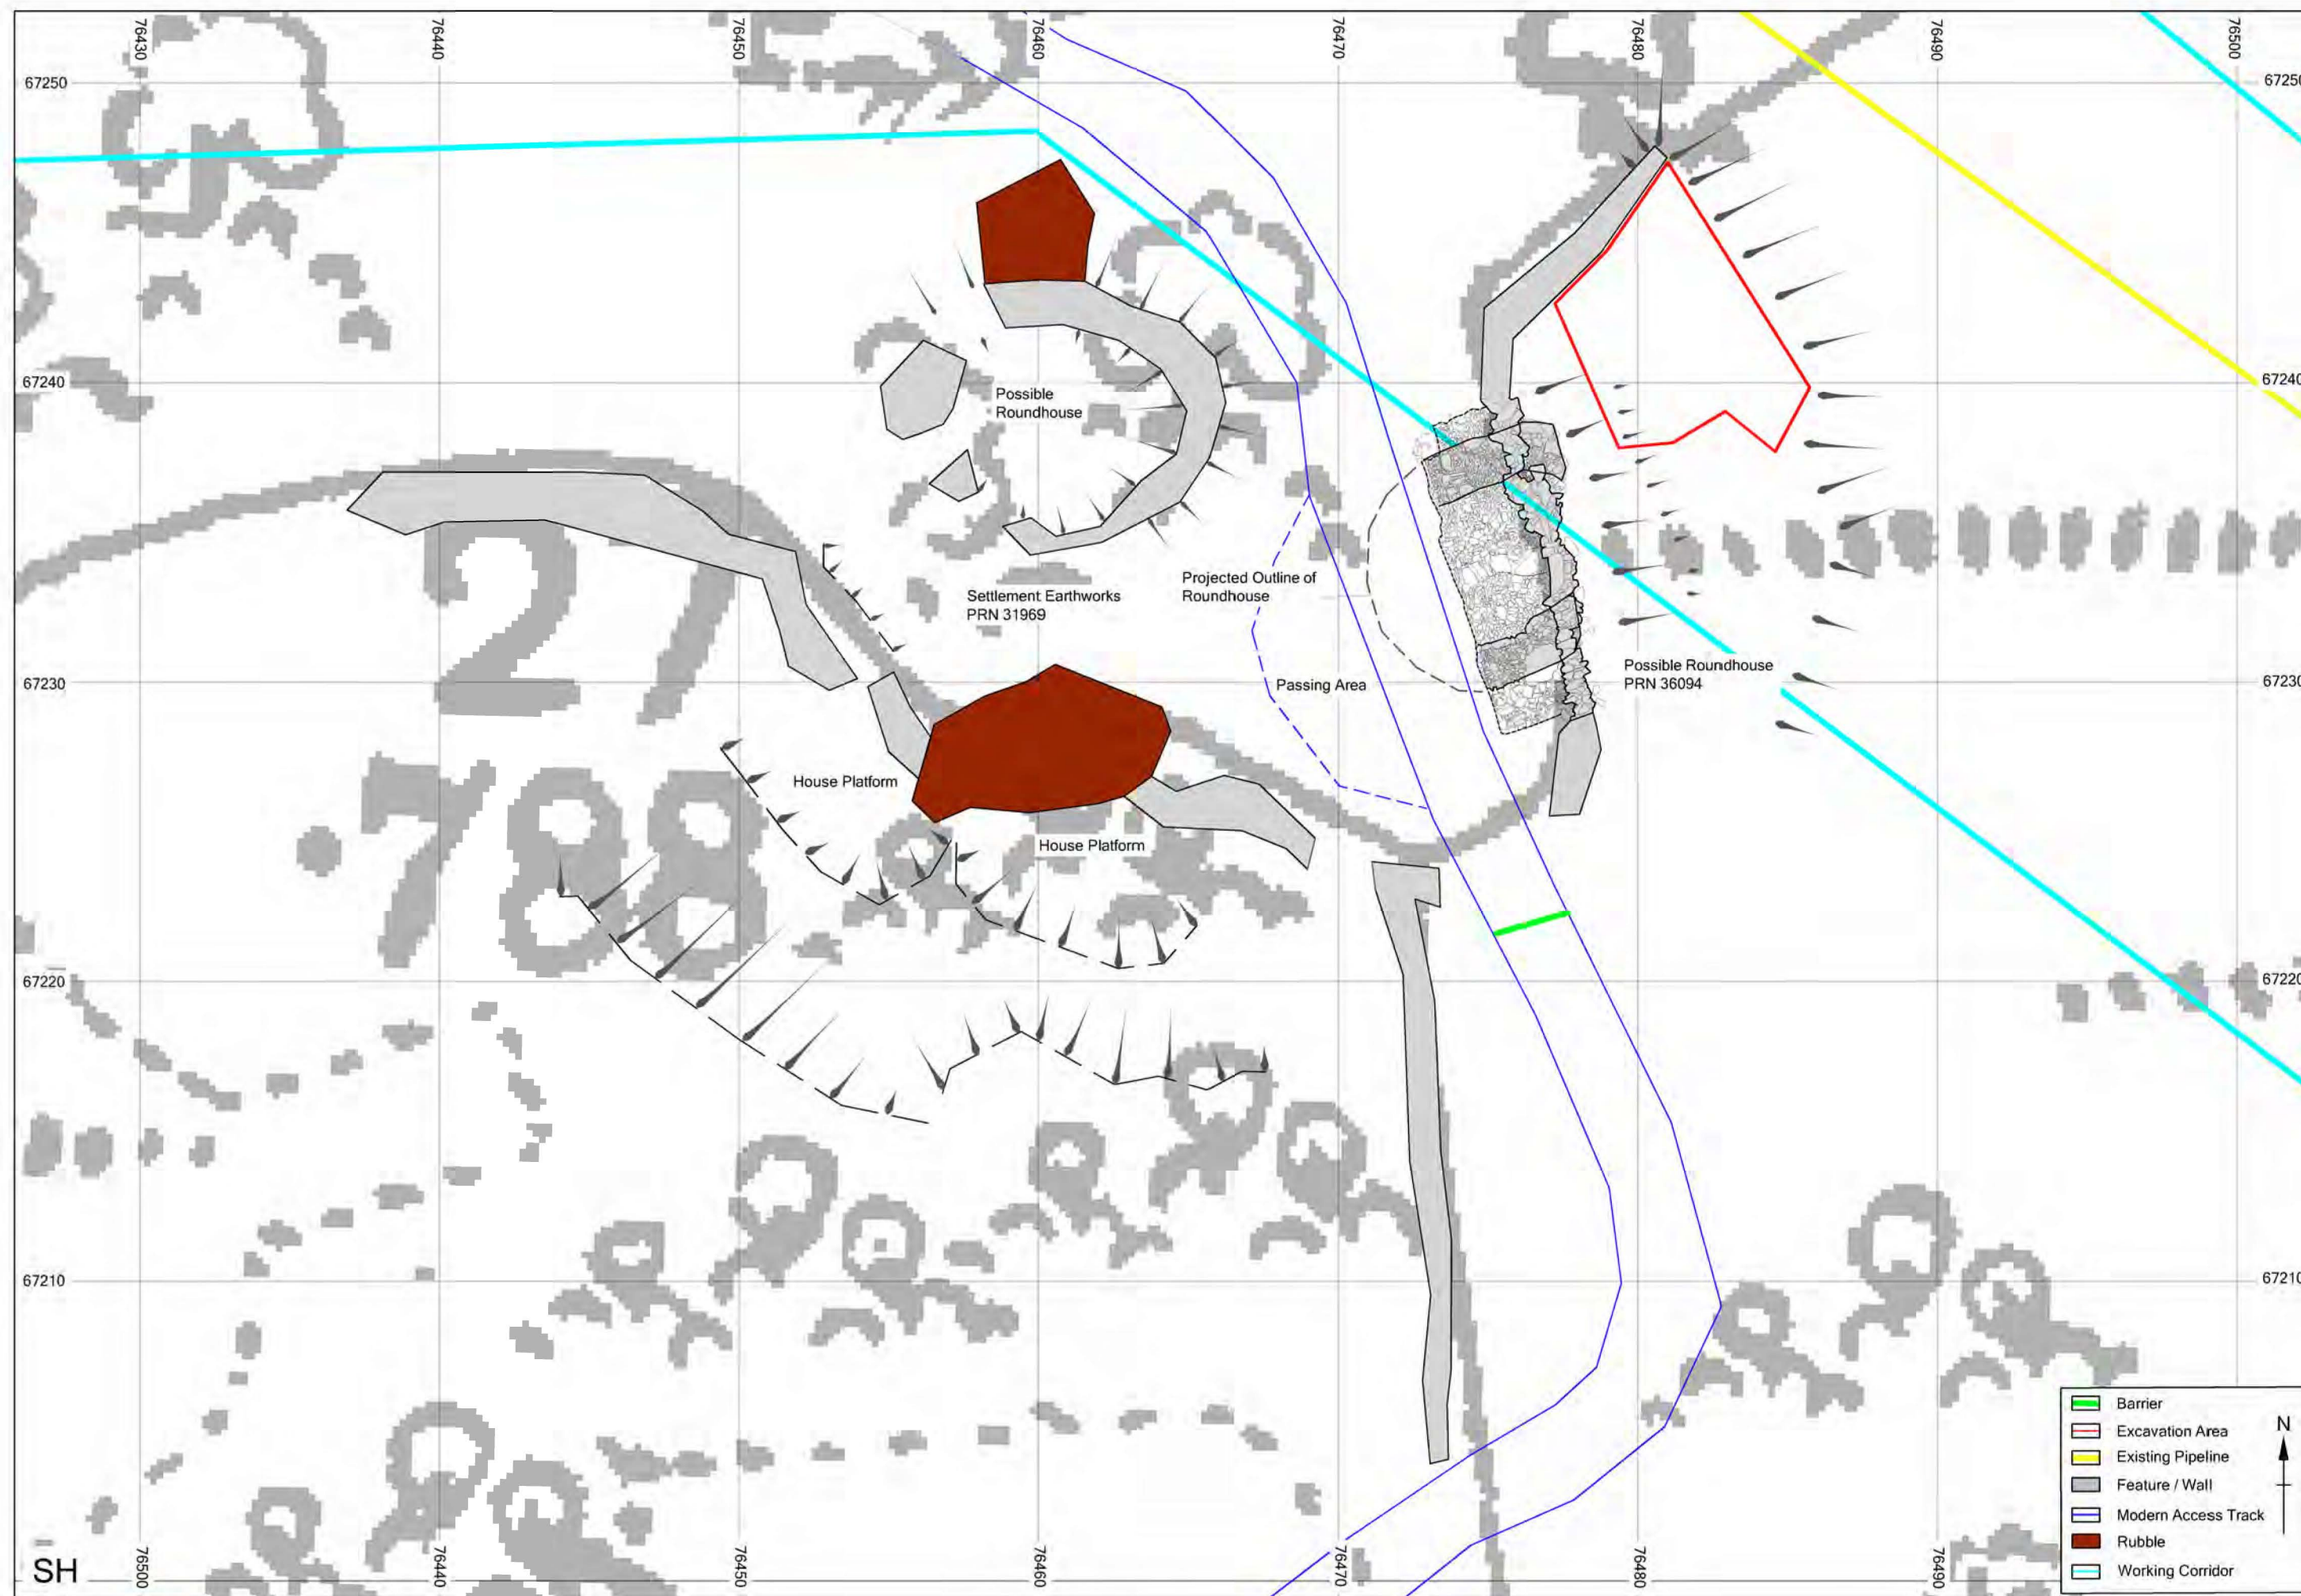 76430
76440
76450
76460
76470
76480
76490
76500
67250
67250
67240
67240
Possible
Roundhouse
27
Settlement Earthworks
PRN 31969
Projected Outline of
Roundhouse
Possible Roundhouse
PRN 36094
67230
67230
Passing Area
House Platform
·788
House Platform
67220
67220
67210
67210
Barrier
Excavation Area
Existing Pipeline
Feature / Wall
Modern Access Track
Rubble
Working Corridor
N
SH
76500
76440
76450
76460
76470
76480
76490